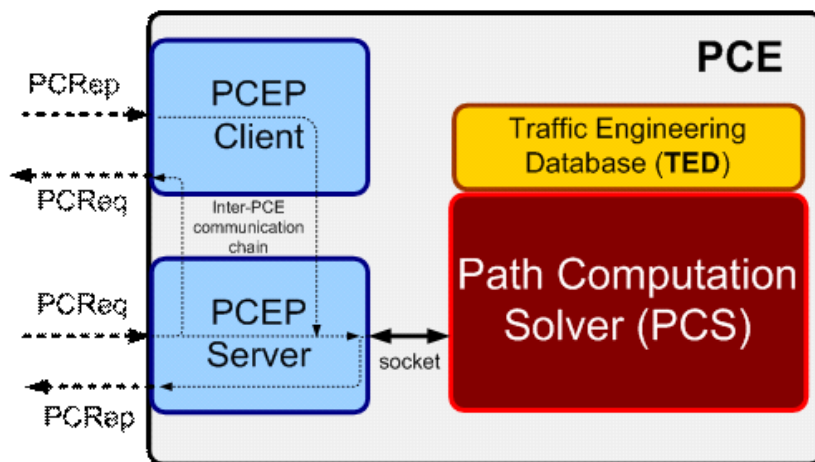 PCE
PCRep
PCEP
Client
PCReq
Inter-PCE
communication
chain
Traffic Engineering
Database (TED)
Path Computation
Solver (PCS)
PCReq
PCEP
Server
socket
PCRep